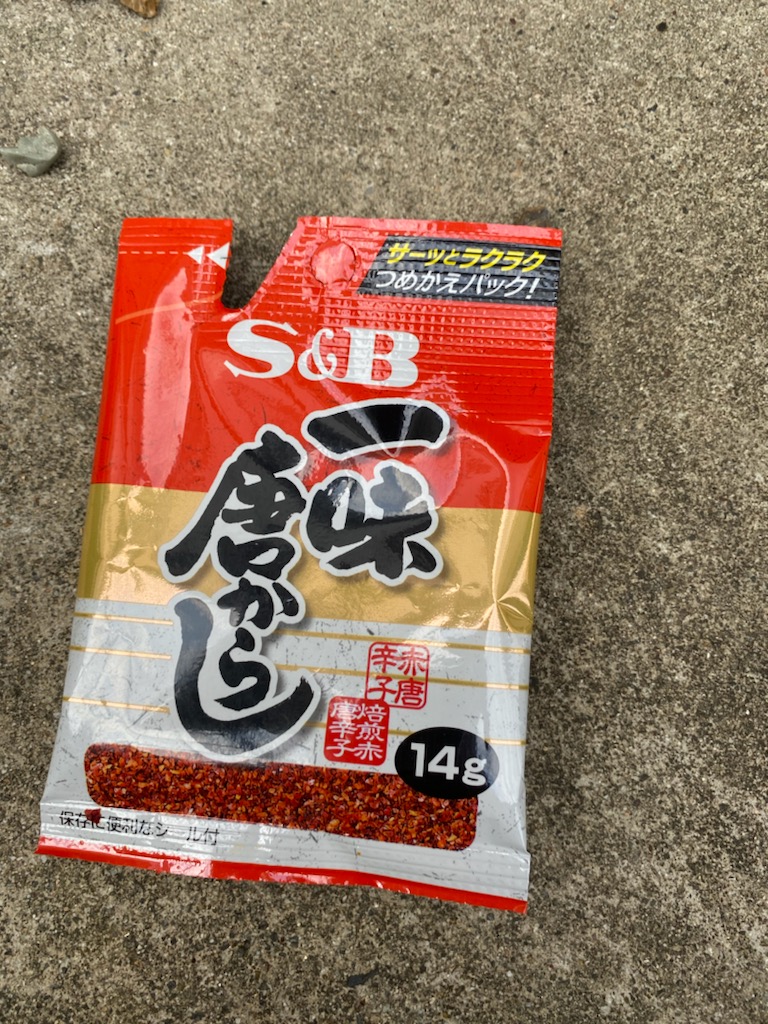 サーッとラクラク
つめかえパック!
S&B
一味
唐からし
赤唐
辛子
焙煎赤
唐辛子
14g
保存に便利なシール付